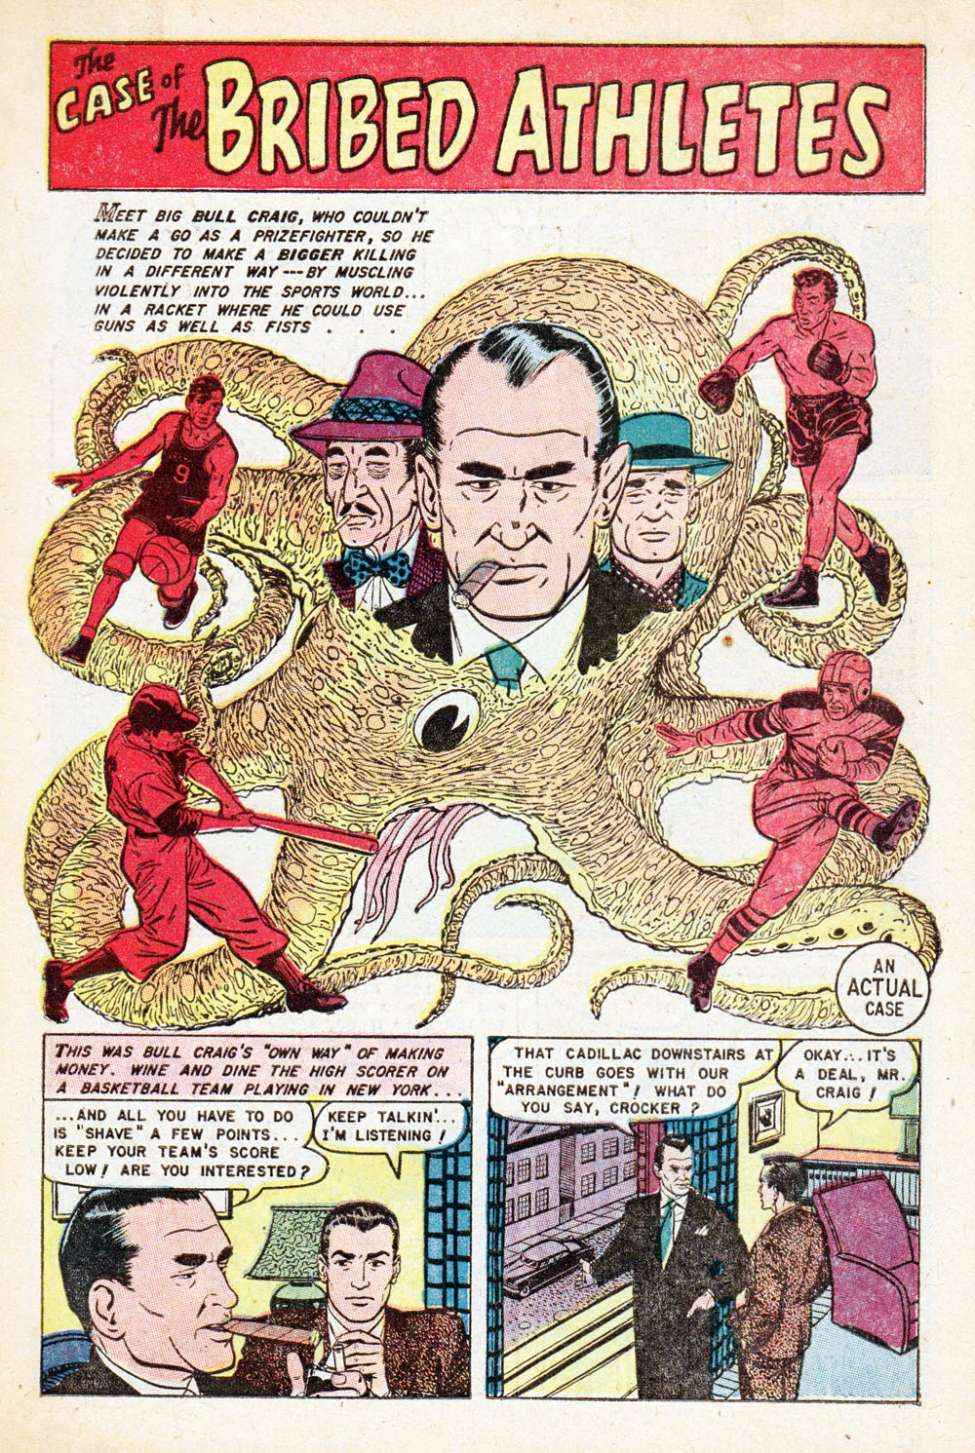 The
CASE of
The BRIBED ATHLETES
MEET BIG BULL CRAIG, WHO COULDN'T
MAKE A GO AS A PRIZEFIGHTER, SO HE
DECIDED TO MAKE A BIGGER KILLING
IN A DIFFERENT WAY---BY MUSCLING
VIOLENTLY INTO THE SPORTS WORLD...
IN A RACKET WHERE HE COULD USE
GUNS AS WELL AS FISTS . . .
9
AN
ACTUAL
CASE
THIS WAS BULL CRAIG'S "OWN WAY" OF MAKING
MONEY. WINE AND DINE THE HIGH SCORER ON
A BASKETBALL TEAM PLAYING IN NEW YORK...
...AND ALL YOU HAVE TO DO
IS "SHAVE" A FEW POINTS...
KEEP YOUR TEAM'S SCORE
LOW! ARE YOU INTERESTED?
KEEP TALKIN'...
I'M LISTENING!
THAT CADILLAC DOWNSTAIRS AT
THE CURB GOES WITH OUR
"ARRANGEMENT"! WHAT DO
YOU SAY, CROCKER?
OKAY... IT'S
A DEAL, MR.
CRAIG!